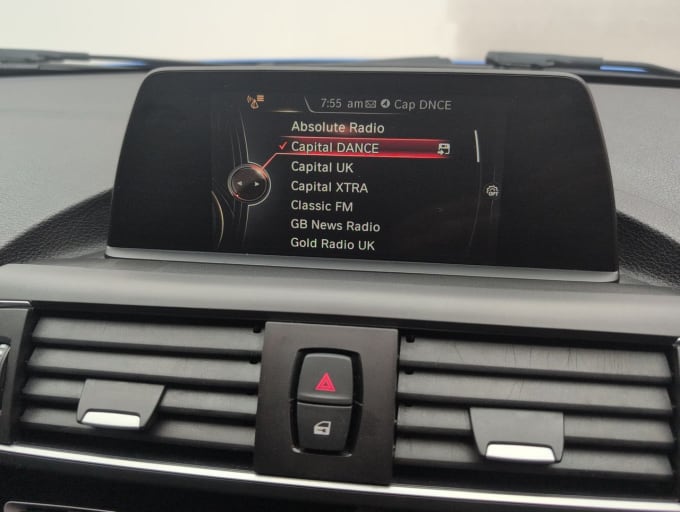 7:55 am Cap DNCE
Absolute Radio
Capital DANCE
Capital UK
Capital XTRA
Classic FM
GB News Radio
Gold Radio UK
OPT